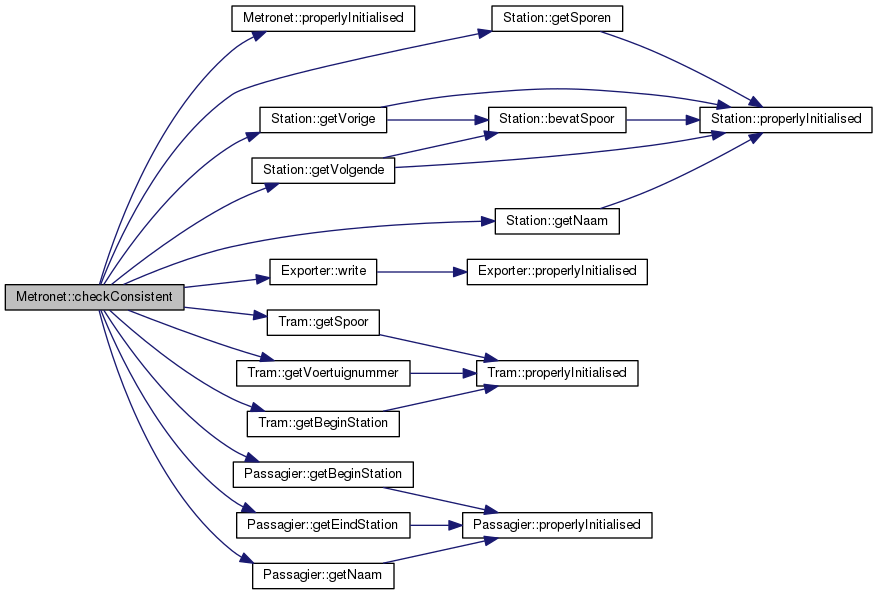 Metronet::properlyInitialised
Station::getSporen
Station::getVorige
Station::bevatSpoor
Station::properlyInitialised
Station::getVolgende
Station::getNaam
Exporter::write
Exporter::properlyInitialised
Metronet::checkConsistent
Tram::getSpoor
Tram::getVoertuignummer
Tram::properlyInitialised
Tram::getBeginStation
Passagier::getBeginStation
Passagier::getEindStation
Passagier::properlyInitialised
Passagier::getNaam